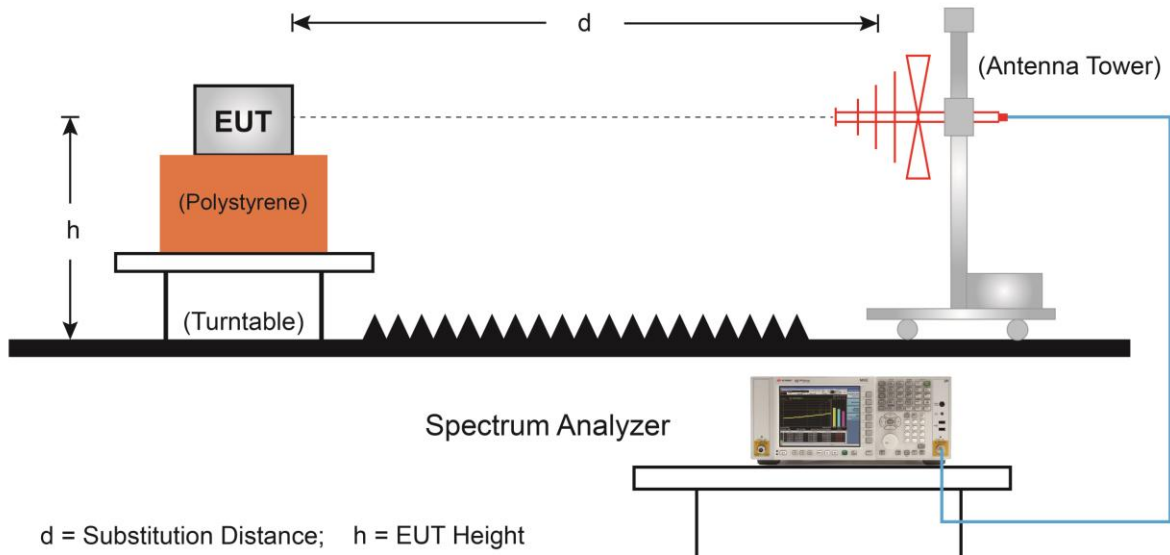 d
(Antenna Tower)
EUT
(Polystyrene)
h
(Turntable)
Spectrum Analyzer
d = Substitution Distance; h = EUT Height